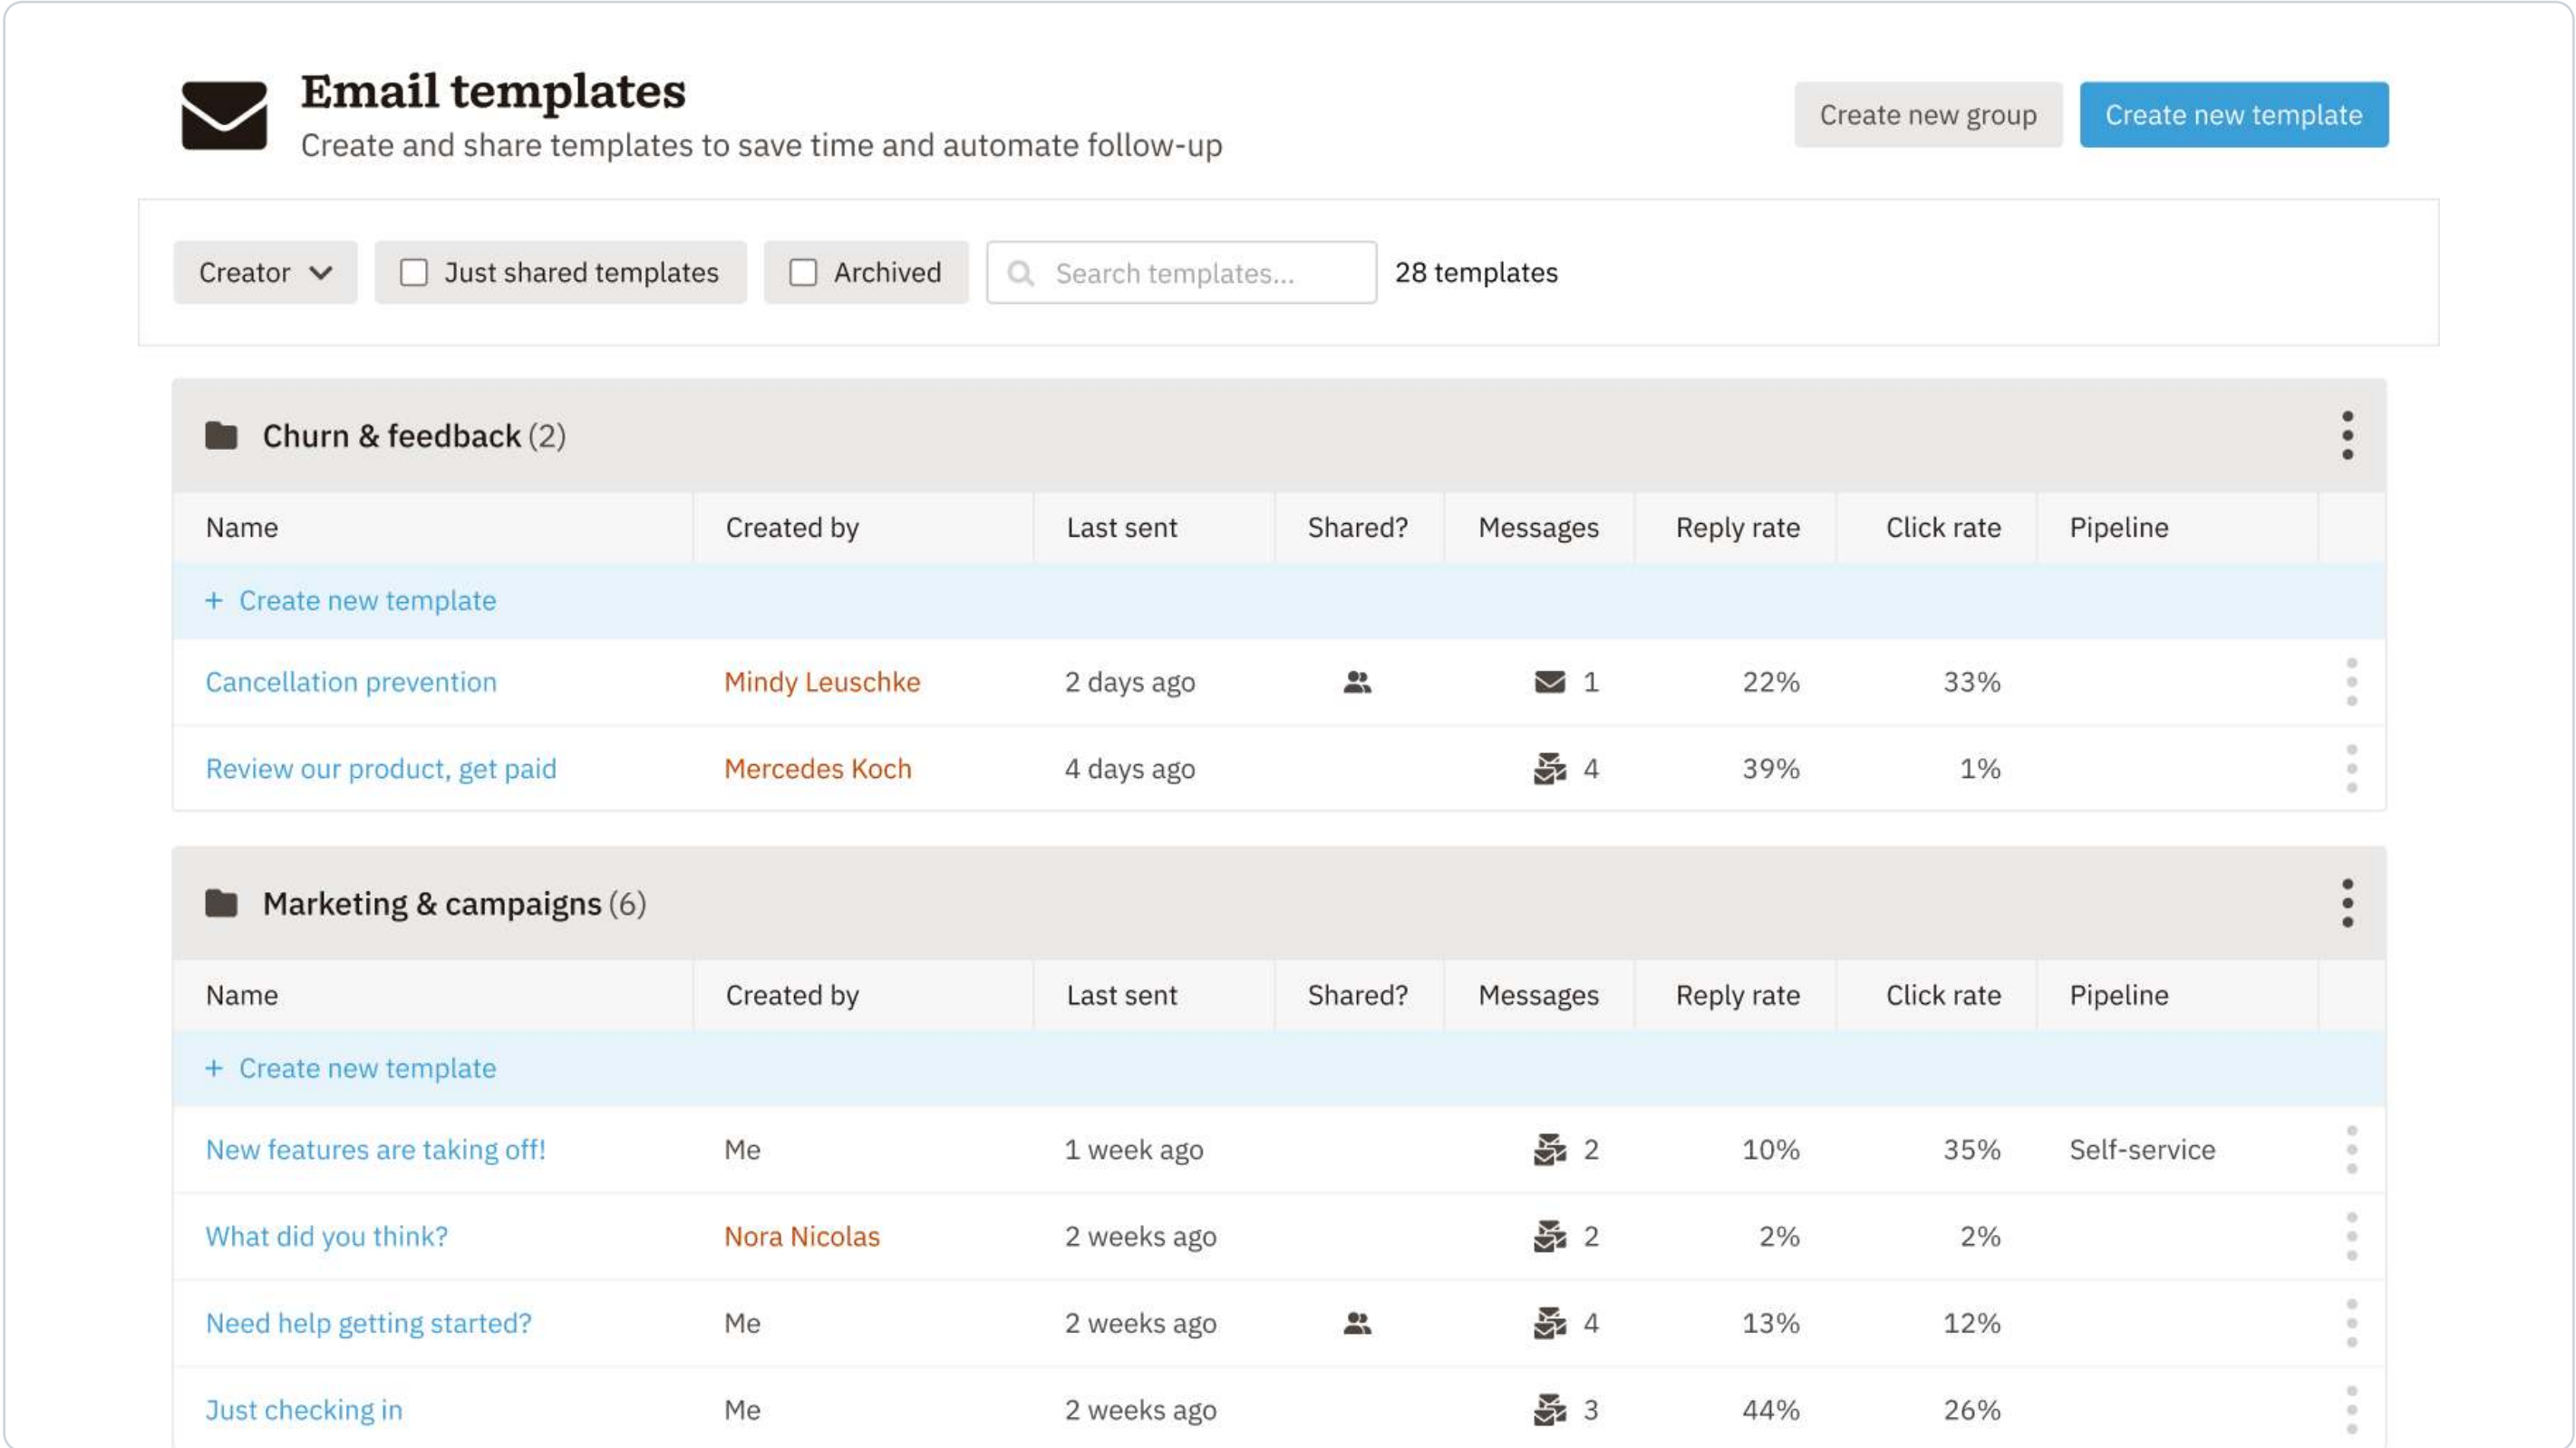 Email templates
Create and share templates to save time and automate follow-up
Create new group
Create new template
Creator
Just shared templates
Archived
Search templates...
28 templates
Churn & feedback (2)
Name Created by Last sent Shared? Messages Reply rate Click rate Pipeline
+ Create new template
Cancellation prevention Mindy Leuschke 2 days ago 1 22% 33%
Review our product, get paid Mercedes Koch 4 days ago 4 39% 1%
Marketing & campaigns (6)
Name Created by Last sent Shared? Messages Reply rate Click rate Pipeline
+ Create new template
New features are taking off! Me 1 week ago 2 10% 35% Self-service
What did you think? Nora Nicolas 2 weeks ago 2 2% 2%
Need help getting started? Me 2 weeks ago 4 13% 12%
Just checking in Me 2 weeks ago 3 44% 26%